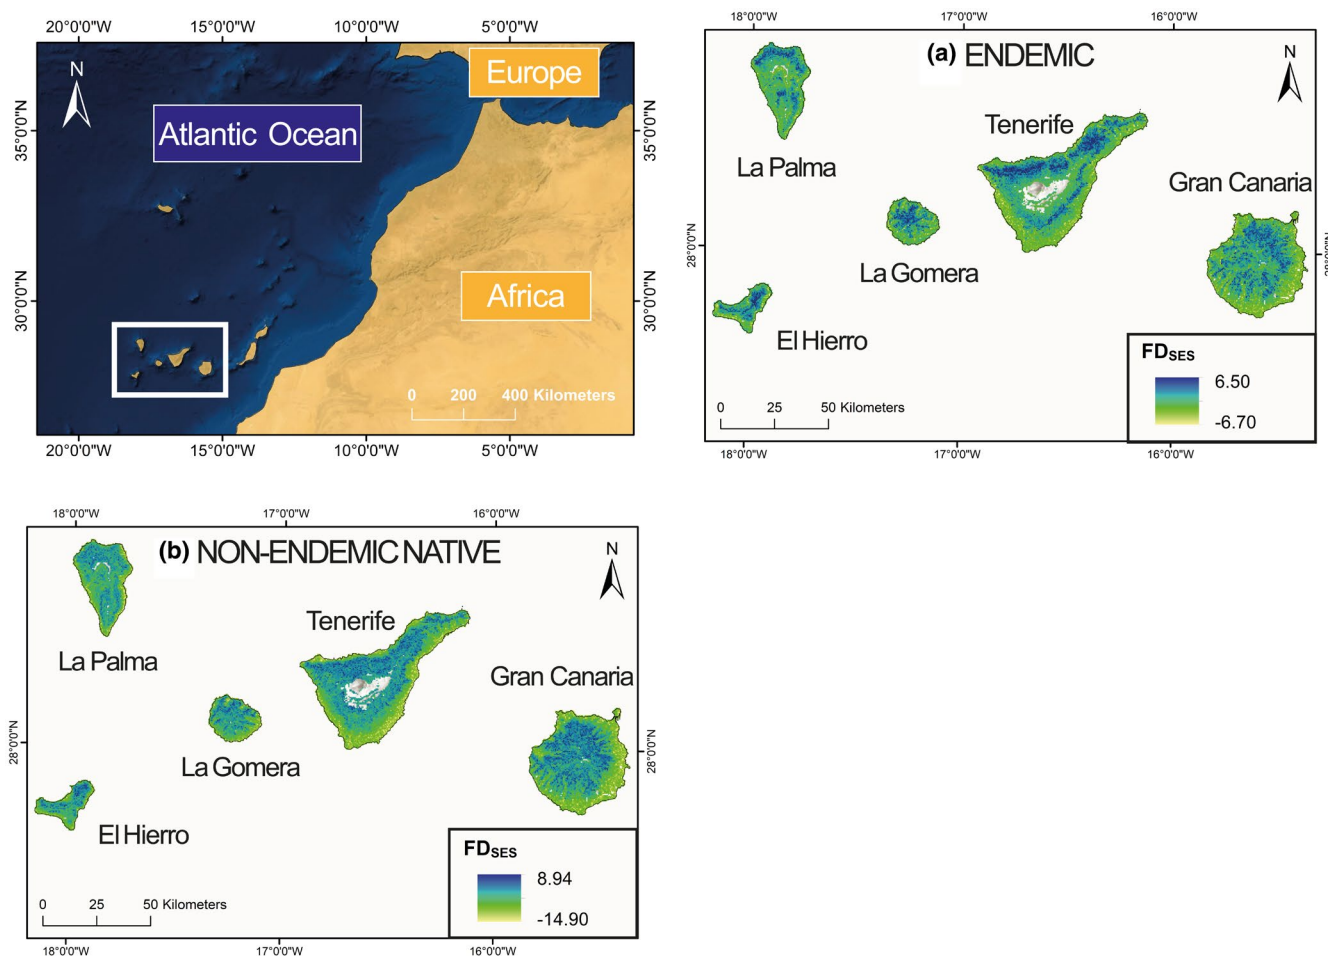 20°0'0"W 15°0'0"W 10°0'0"W 5°0'0"W
N
Europe
Atlantic Ocean
35°0'0"N
35°0'0"N
Africa
30°0'0"N
30°0'0"N
0 200 400 Kilometers
20°0'0"W 15°0'0"W 10°0'0"W 5°0'0"W
18°0'0"W 17°0'0"W 16°0'0"W
(a) ENDEMIC
N
Tenerife
La Palma
Gran Canaria
28°0'0"N
La Gomera
El Hierro
FDSES
6.50
-6.70
0 25 50 Kilometers
18°0'0"W 17°0'0"W 16°0'0"W
18°0'0"W 17°0'0"W 16°0'0"W
(b) NON-ENDEMIC NATIVE
N
Tenerife
La Palma
Gran Canaria
28°0'0"N
28°0'0"N
La Gomera
El Hierro
FDSES
8.94
-14.90
0 25 50 Kilometers
18°0'0"W 17°0'0"W 16°0'0"W